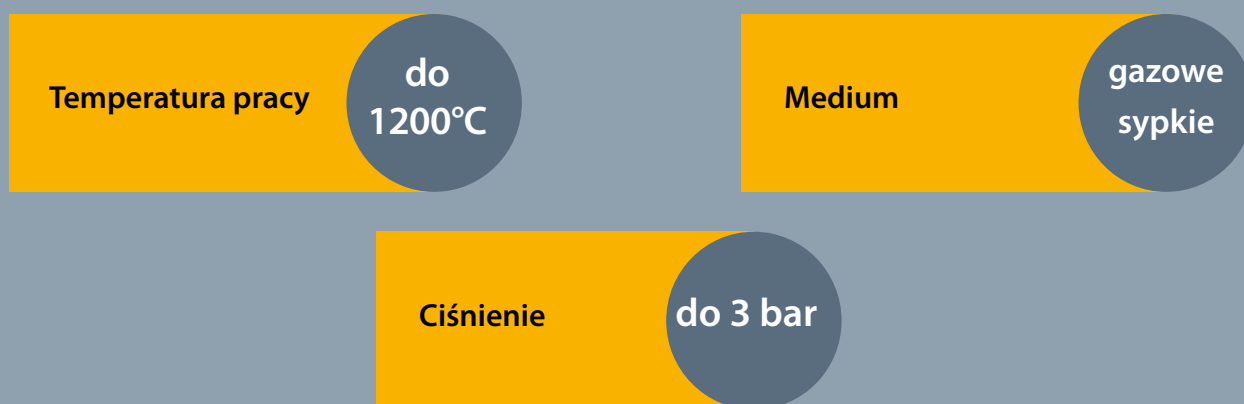 Temperatura pracy
do
1200°C
Medium
gazowe
sypkie
Ciśnienie
do 3 bar